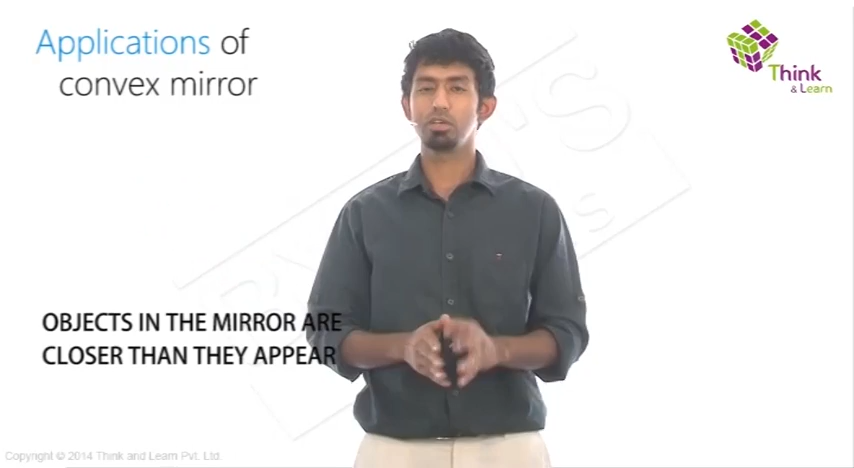 Applications of
convex mirror
Think
& Learn
BYJU'S
OBJECTS IN THE MIRROR ARE
CLOSER THAN THEY APPEAR
Copyright © 2014 Think and Learn Pvt. Ltd.